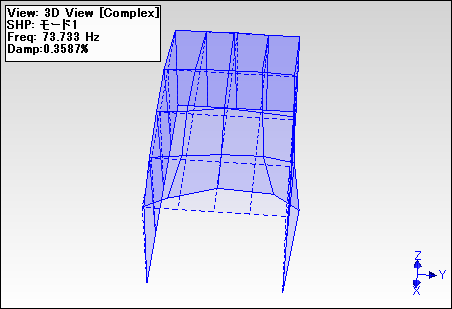 View: 3D View [Complex]
SHP: モード1
Freq: 73.733 Hz
Damp:0.3587%
Z
Y
X